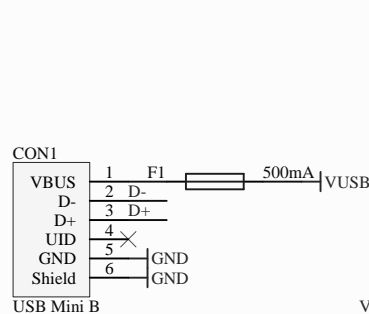 CON1
VBUS 1 F1 500mA VUSB
D- 2 D-
D+ 3 D+
UID 4
GND 5 GND
Shield 6 GND
USB Mini B
V